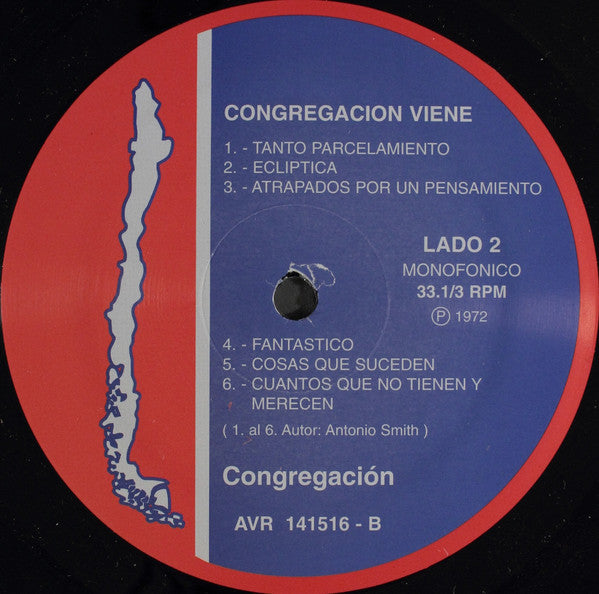 CONGREGACION VIENE
1. - TANTO PARCELAMIENTO
2. - ECLIPTICA
3. - ATRAPADOS POR UN PENSAMIENTO
LADO 2
MONOFONICO
33.1/3 RPM
Ⓟ 1972
4. - FANTASTICO
5. - COSAS QUE SUCEDEN
6. - CUANTOS QUE NO TIENEN Y
MERECEN
( 1. al 6. Autor: Antonio Smith )
Congregación
AVR 141516 - B